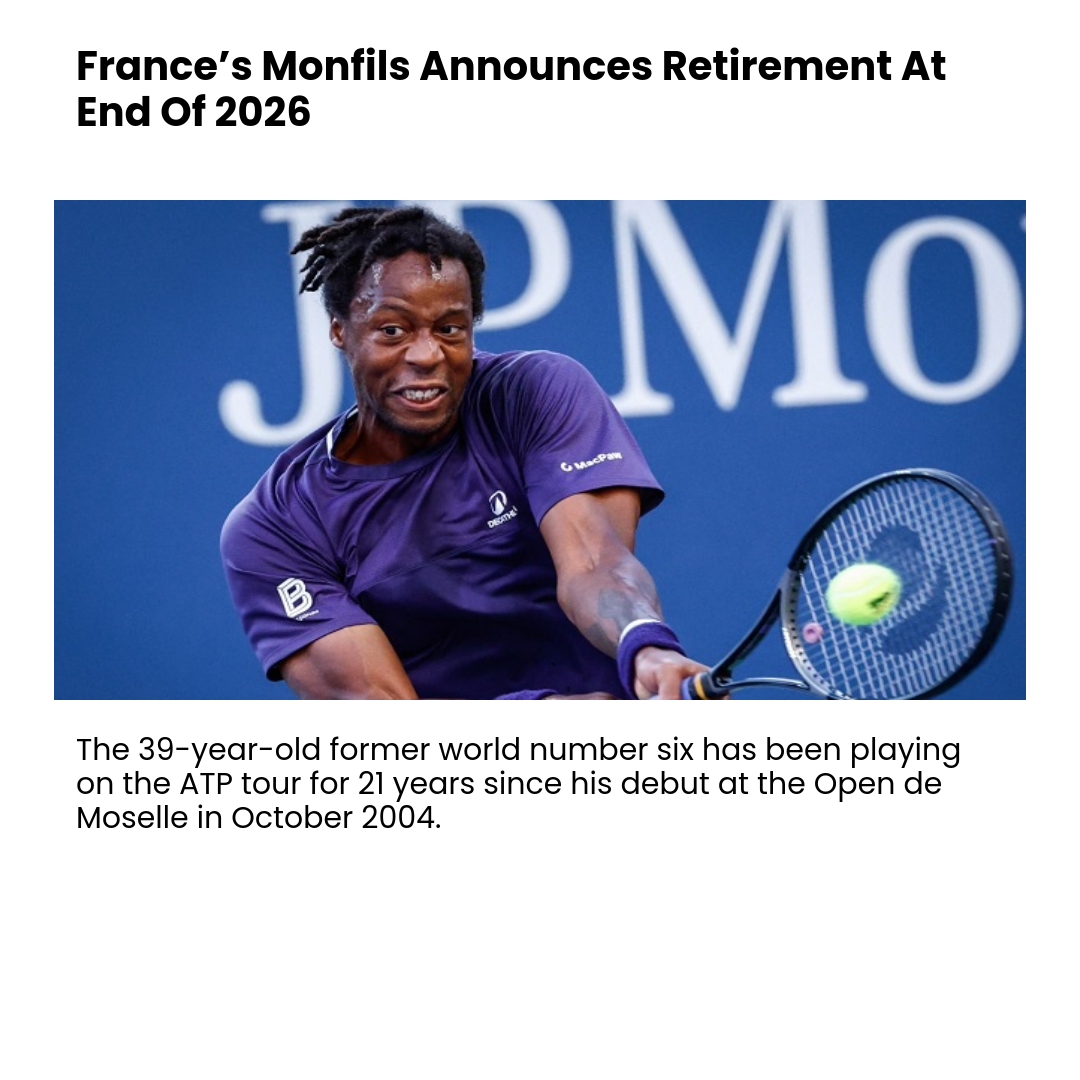 France’s Monfils Announces Retirement At
End Of 2026
JPMo
MacPaw
DECATHL
B
The 39-year-old former world number six has been playing
on the ATP tour for 21 years since his debut at the Open de
Moselle in October 2004.